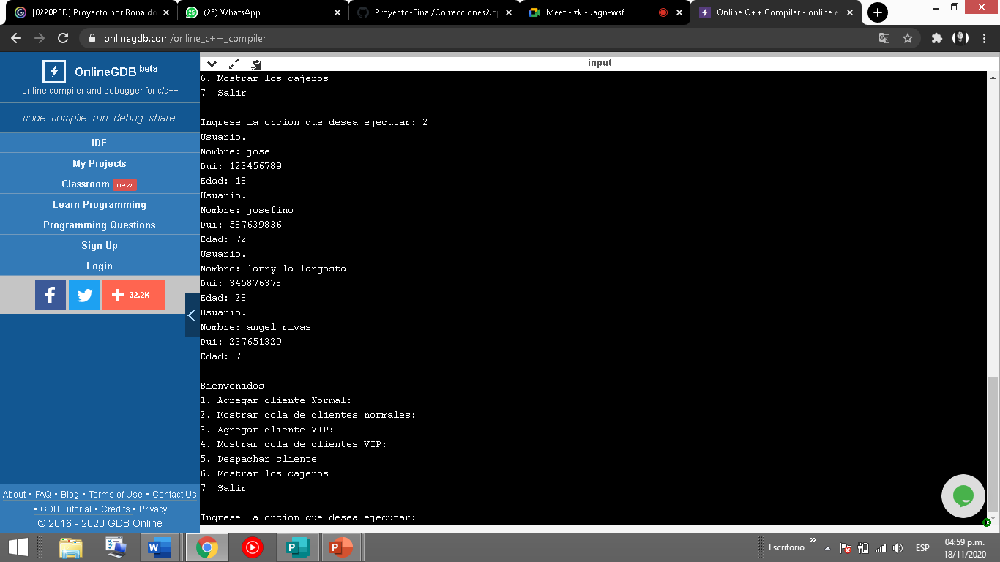 [0220PED] Proyecto por Ronaldo
(25) WhatsApp
Proyecto-Final/Correcciones2.cp
Meet - zki-uagn-wsf
Online C++ Compiler - online e
onlinegdb.com/online_c++_compiler
OnlineGDB beta
online compiler and debugger for c/c++
code. compile. run. debug. share.
IDE
My Projects
Classroom new
Learn Programming
Programming Questions
Sign Up
Login
32.2K
About • FAQ • Blog • Terms of Use • Contact Us
• GDB Tutorial • Credits • Privacy
© 2016 - 2020 GDB Online
input
6. Mostrar los cajeros
7  Salir
Ingrese la opcion que desea ejecutar: 2
Usuario.
Nombre: jose
Dui: 123456789
Edad: 18
Usuario.
Nombre: josefino
Dui: 587639836
Edad: 72
Usuario.
Nombre: larry la langosta
Dui: 345876378
Edad: 28
Usuario.
Nombre: angel rivas
Dui: 237651329
Edad: 78
Bienvenidos
1. Agregar cliente Normal:
2. Mostrar cola de clientes normales:
3. Agregar cliente VIP:
4. Mostrar cola de clientes VIP:
5. Despachar cliente
6. Mostrar los cajeros
7  Salir
Ingrese la opcion que desea ejecutar:
Escritorio
ESP
04:59 p.m.
18/11/2020